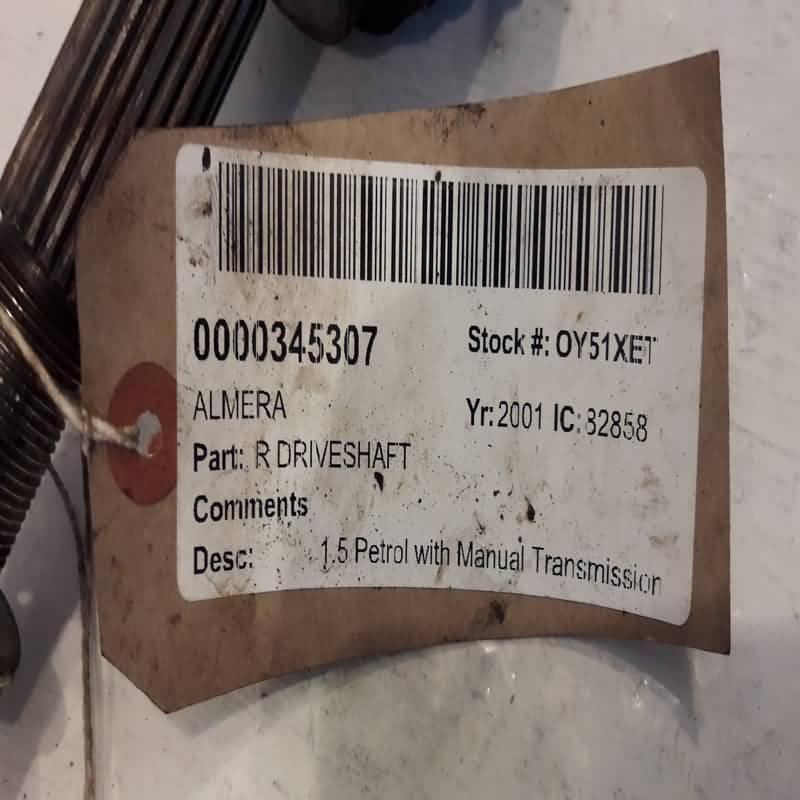 0000345307 Stock #: OY51XET
ALMERA Yr: 2001 IC: 82858
Part: R DRIVESHAFT
Comments
Desc: 1.5 Petrol with Manual Transmission